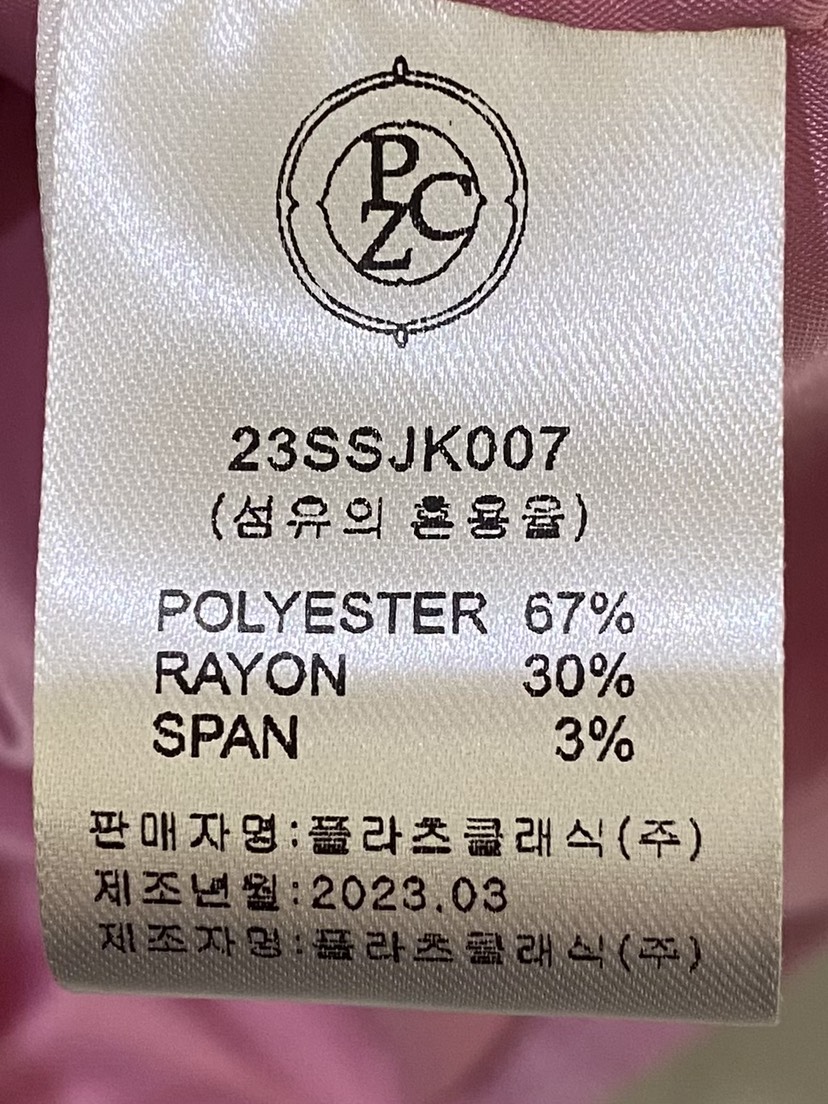 PZC
23SSJK007
(섬유의 혼용율)
POLYESTER 67%
RAYON 30%
SPAN 3%
판매자명:플라츠클래식(주)
제조년월:2023.03
제조자명:플라츠클래식(주)